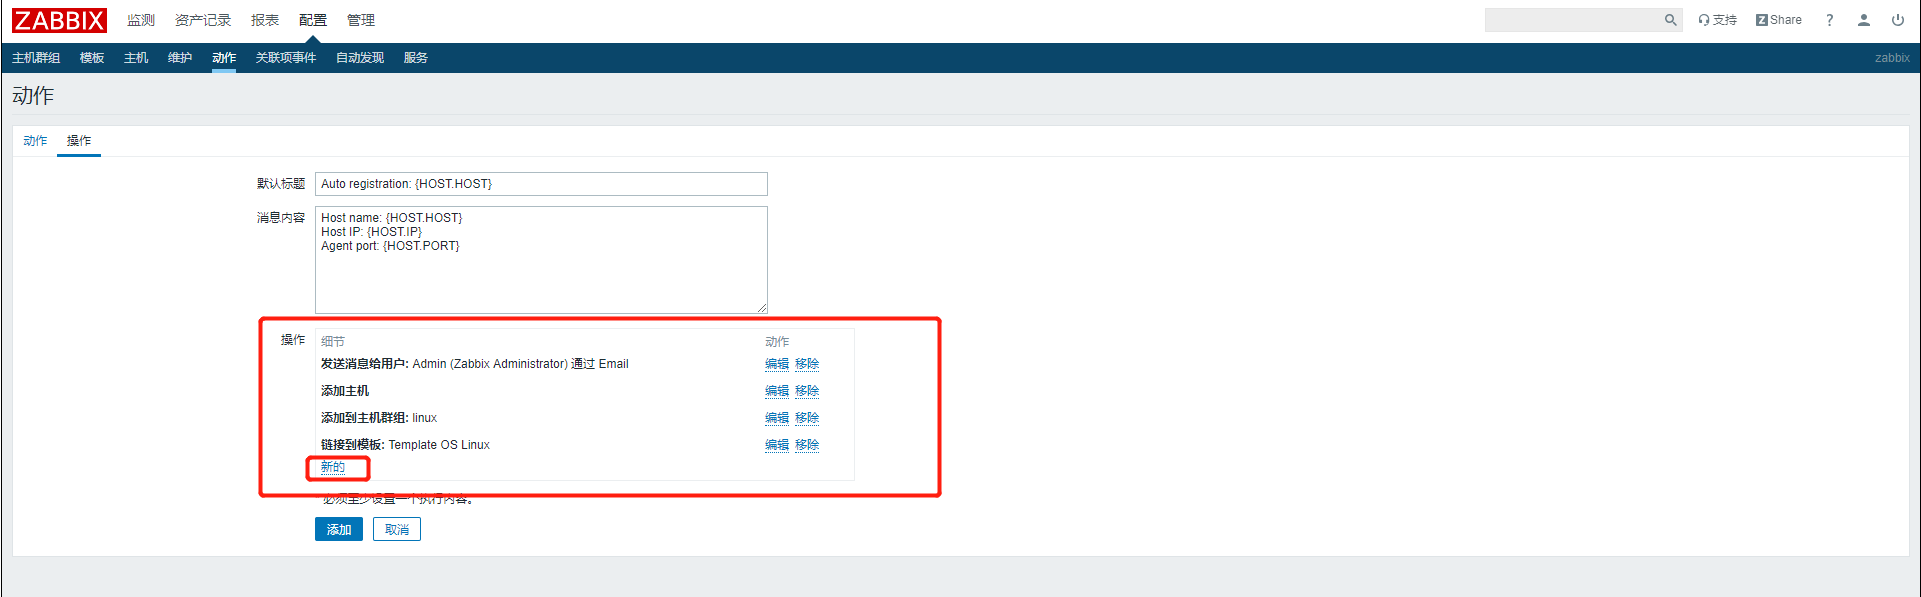 ZABBIX 监测 资产记录 报表 配置 管理 支持 Z Share ?
主机群组 模板 主机 维护 动作 关联项事件 自动发现 服务 zabbix
动作
动作 操作
默认标题 Auto registration: {HOST.HOST}
消息内容 Host name: {HOST.HOST}
Host IP: {HOST.IP}
Agent port: {HOST.PORT}
操作 细节 动作
发送消息给用户: Admin (Zabbix Administrator) 通过 Email 编辑 移除
添加主机 编辑 移除
添加到主机群组: linux 编辑 移除
链接到模板: Template OS Linux 编辑 移除
新的
必须至少设置一个执行内容。
添加 取消